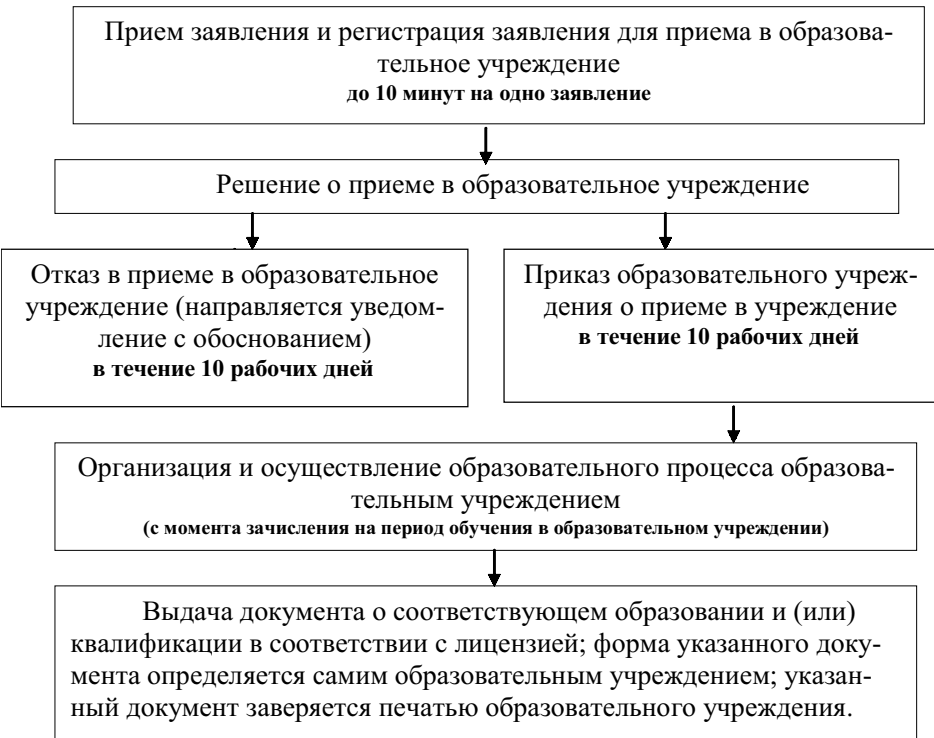 Прием заявления и регистрация заявления для приема в образова-
тельное учреждение
до 10 минут на одно заявление
Решение о приеме в образовательное учреждение
Отказ в приеме в образовательное
учреждение (направляется уведом-
ление с обоснованием)
в течение 10 рабочих дней
Приказ образовательного учреж-
дения о приеме в учреждение
в течение 10 рабочих дней
Организация и осуществление образовательного процесса образова-
тельным учреждением
(с момента зачисления на период обучения в образовательном учреждении)
Выдача документа о соответствующем образовании и (или)
квалификации в соответствии с лицензией; форма указанного доку-
мента определяется самим образовательным учреждением; указан-
ный документ заверяется печатью образовательного учреждения.